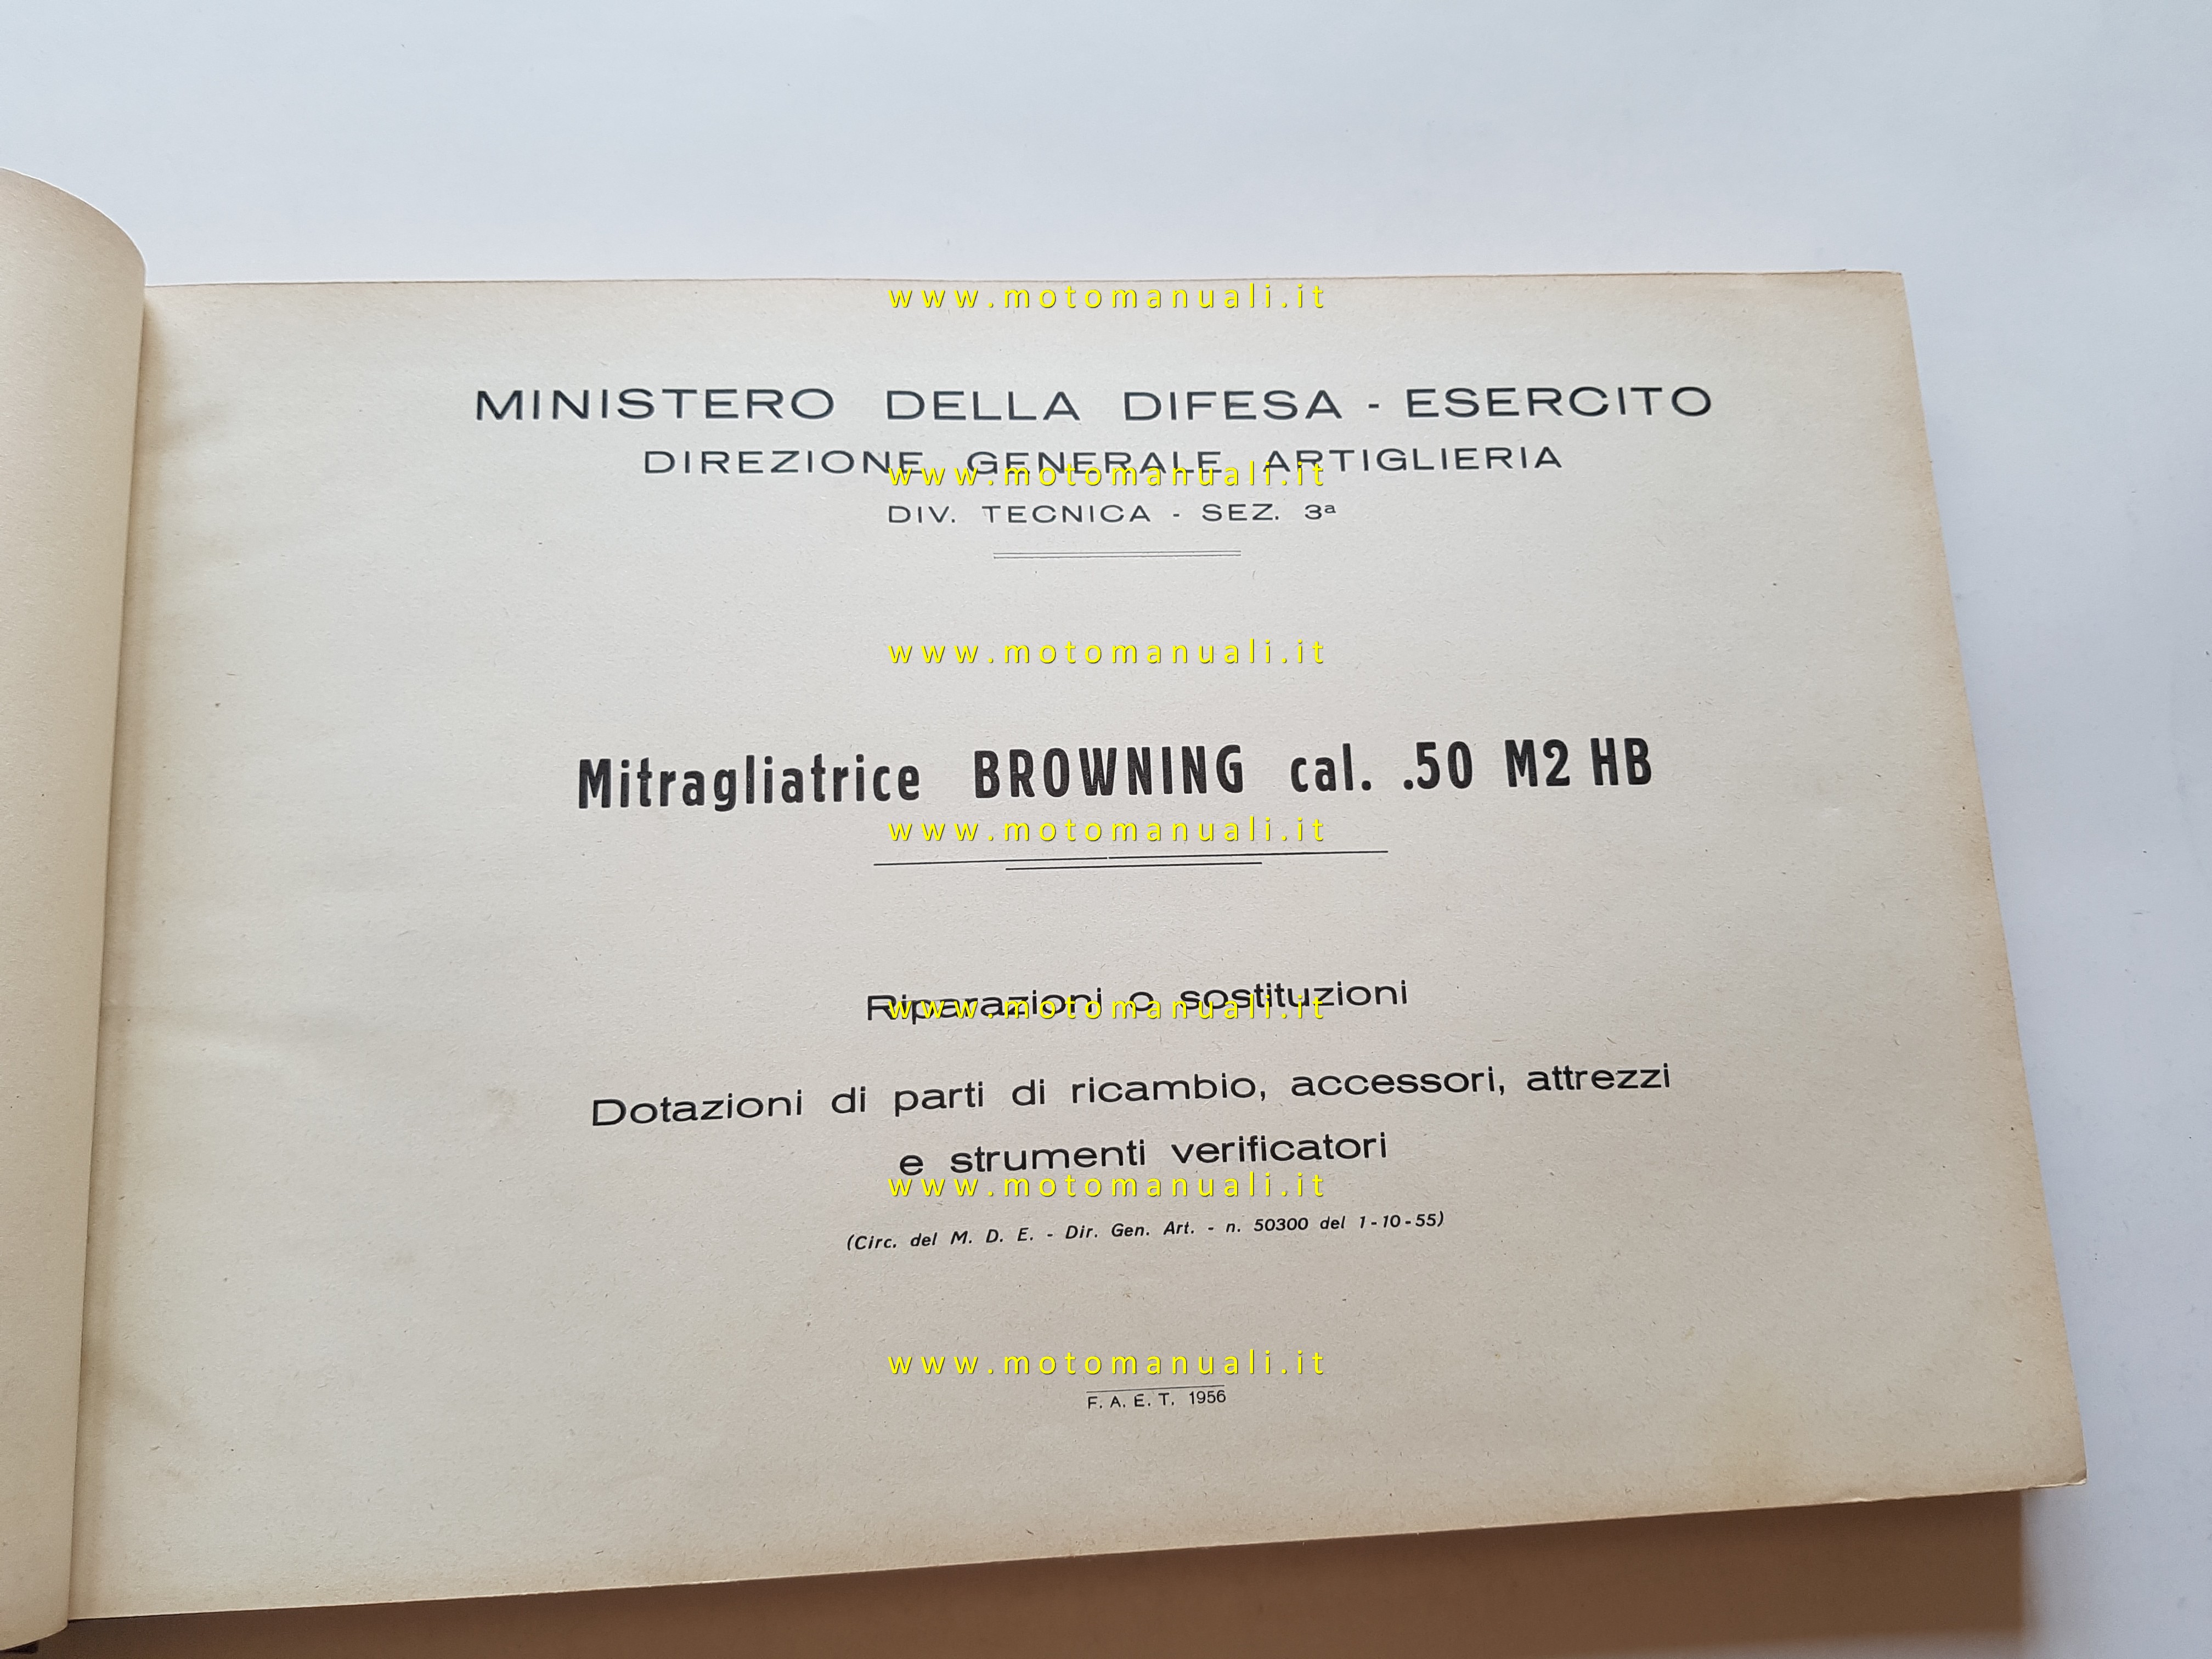 www.motomanuali.it
MINISTERO DELLA DIFESA - ESERCITO
DIREZIONE GENERALE ARTIGLIERIA
www.motomanuali.it
DIV. TECNICA - SEZ. 3ª
www.motomanuali.it
Mitragliatrice BROWNING cal. .50 M2 HB
www.motomanuali.it
Riparazioni o sostituzioni
www.motomanuali.it
Dotazioni di parti di ricambio, accessori, attrezzi
e strumenti verificatori
www.motomanuali.it
(Circ. del M. D. E. - Dir. Gen. Art. - n. 50300 del 1-10-55)
www.motomanuali.it
F. A. E. T. 1956